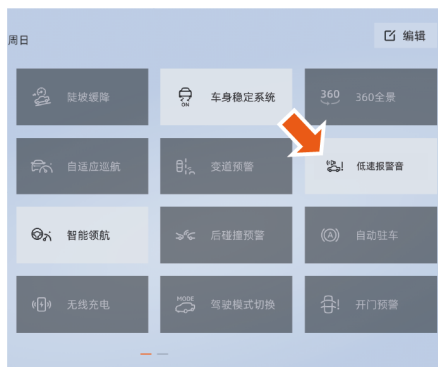 周日
编辑
陡坡缓降
ON
车身稳定系统
360
360全景
自适应巡航
变道预警
低速报警音
智能领航
后碰撞预警
(A)
自动驻车
无线充电
MODE
驾驶模式切换
开门预警